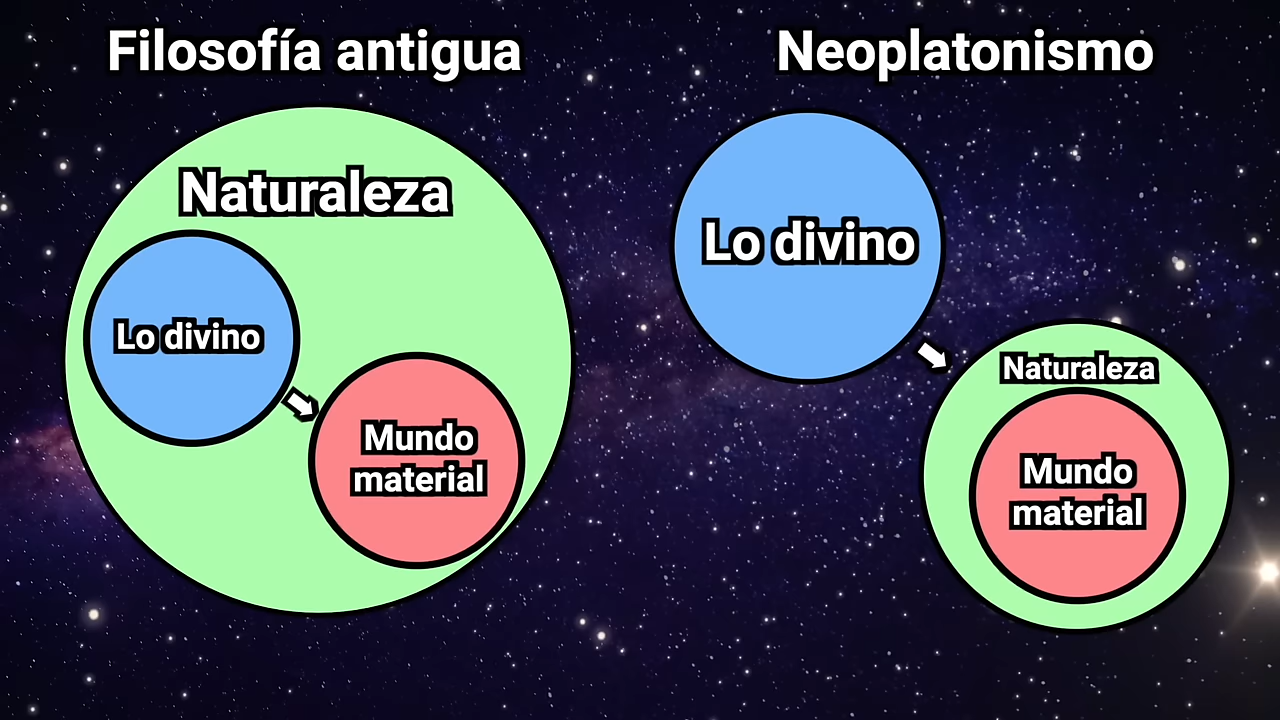 Filosofía antigua
Naturaleza
Lo divino
Mundo
material
Neoplatonismo
Lo divino
Naturaleza
Mundo
material